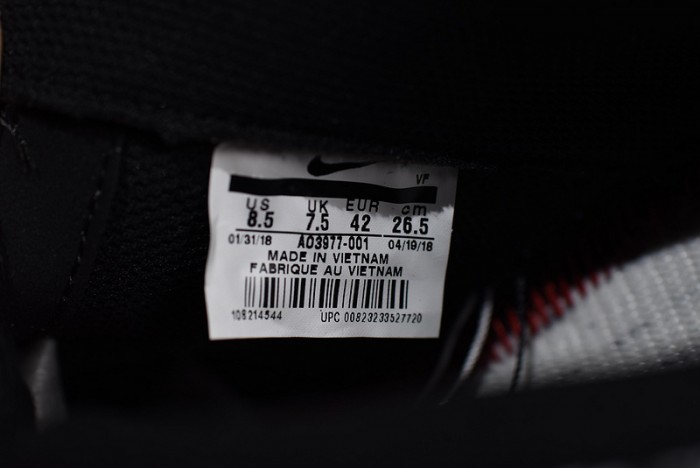 VP
US UK EUR cm
8.5 7.5 42 26.5
01/31/18 AO3977-001 04/19/18
MADE IN VIETNAM
FABRIQUE AU VIETNAM
108214544 UPC 00823233527720